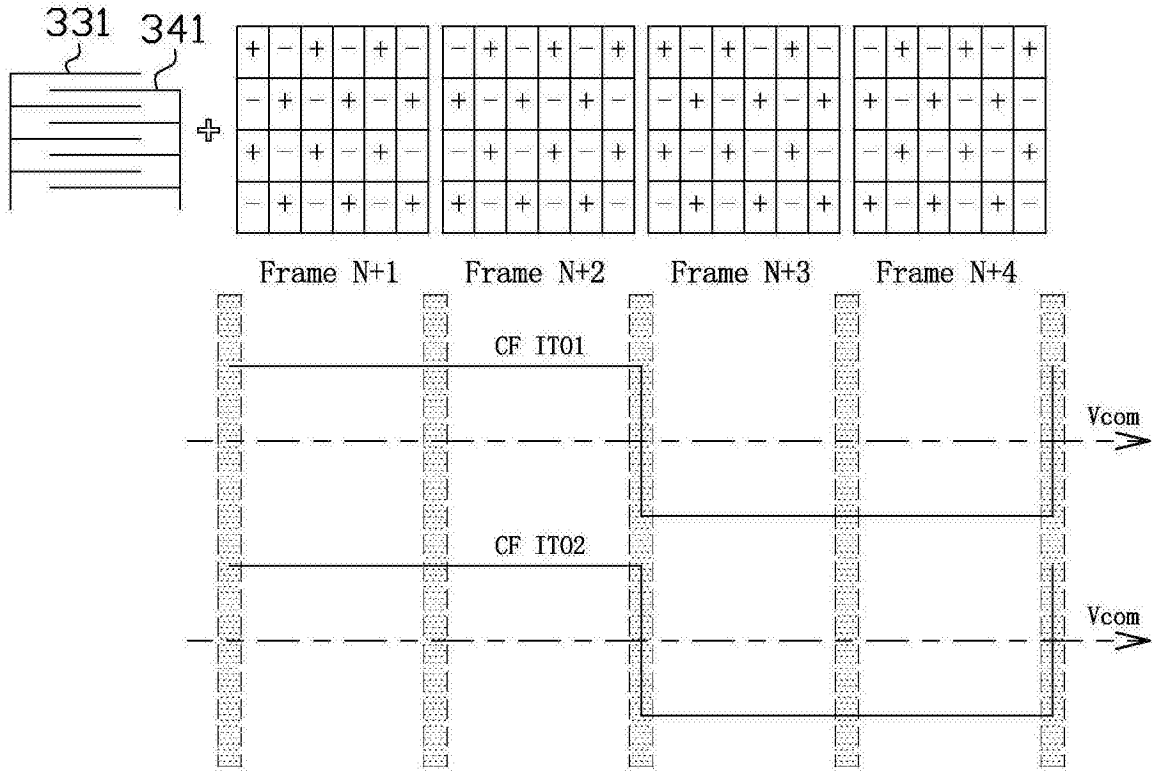 331
341
+ − + − + − − + − + − + + − + − + − − + − + − +
− + − + − + + − + − + − − + − + − + + − + − + −
+ − + − + − − + − + − + + − + − + − − + − + − +
− + − + − + + − + − + − − + − + − + + − + − + −
Frame N+1 Frame N+2 Frame N+3 Frame N+4
CF ITO1
Vcom
CF ITO2
Vcom